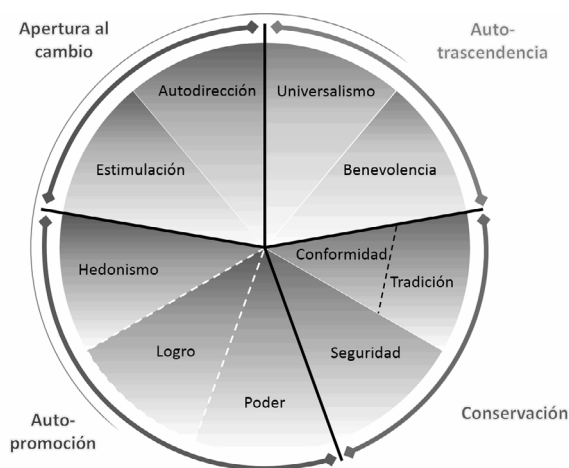 Apertura al
cambio
Auto-
trascendencia
Autodirección
Universalismo
Estimulación
Benevolencia
Conformidad
Tradición
Hedonismo
Logro
Seguridad
Poder
Auto-
promoción
Conservación